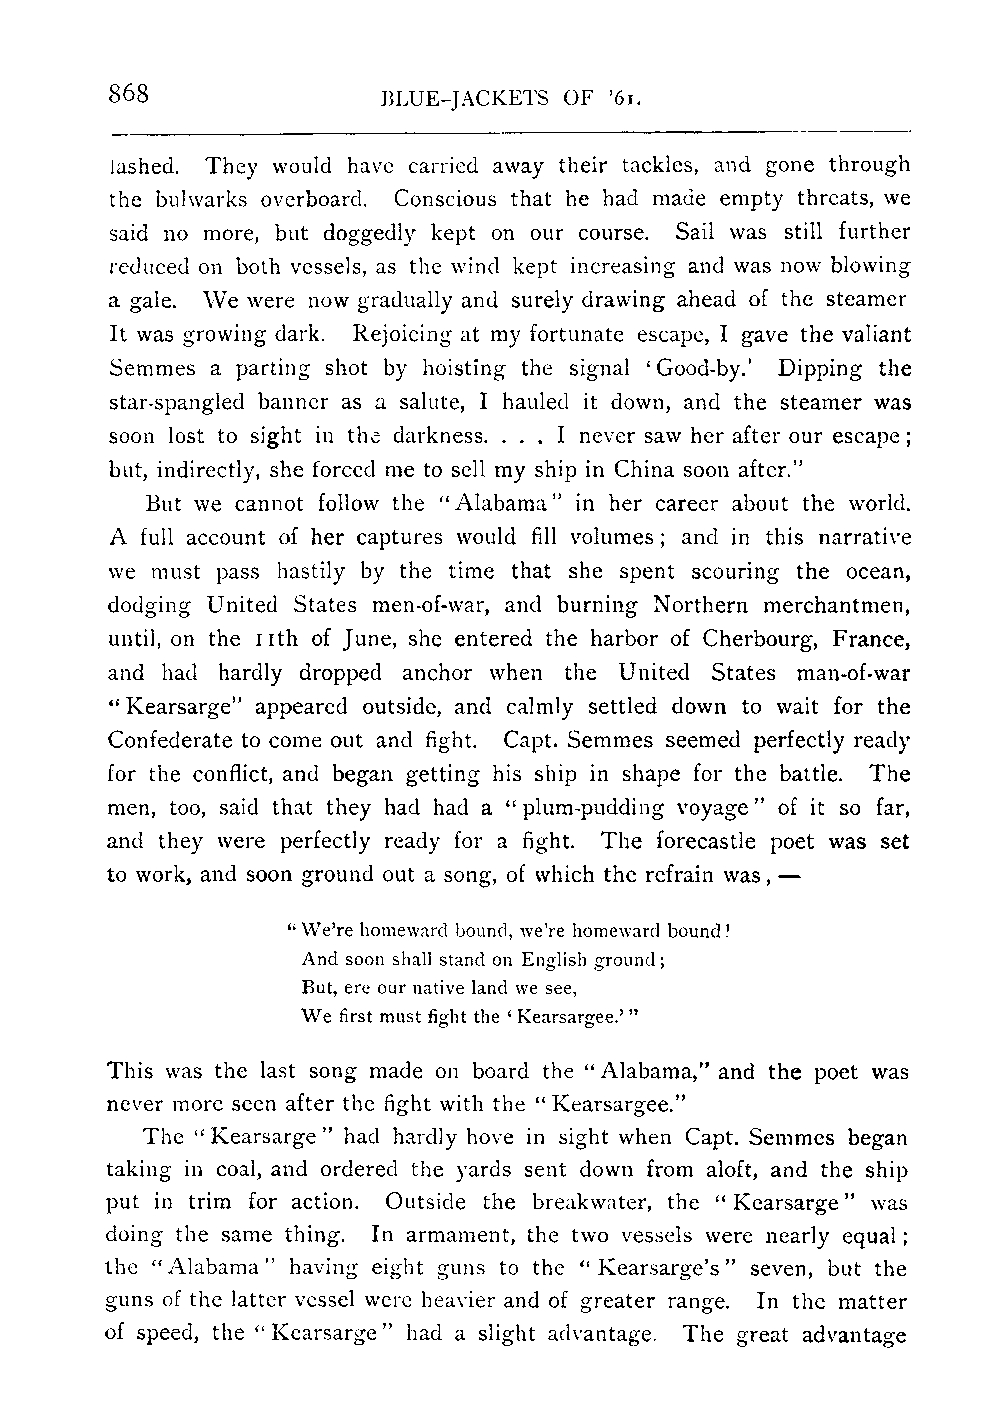 868
BLUE-JACKETS OF '61.
lashed. They would have carried away their tackles, and gone through
the bulwarks overboard. Conscious that he had made empty threats, we
said no more, but doggedly kept on our course. Sail was still further
reduced on both vessels, as the wind kept increasing and was now blowing
a gale. We were now gradually and surely drawing ahead of the steamer
It was growing dark. Rejoicing at my fortunate escape, I gave the valiant
Semmes a parting shot by hoisting the signal 'Good-by.' Dipping the
star-spangled banner as a salute, I hauled it down, and the steamer was
soon lost to sight in the darkness. . . . I never saw her after our escape;
but, indirectly, she forced me to sell my ship in China soon after."
But we cannot follow the "Alabama" in her career about the world.
A full account of her captures would fill volumes; and in this narrative
we must pass hastily by the time that she spent scouring the ocean,
dodging United States men-of-war, and burning Northern merchantmen,
until, on the 11th of June, she entered the harbor of Cherbourg, France,
and had hardly dropped anchor when the United States man-of-war
"Kearsarge" appeared outside, and calmly settled down to wait for the
Confederate to come out and fight. Capt. Semmes seemed perfectly ready
for the conflict, and began getting his ship in shape for the battle. The
men, too, said that they had had a "plum-pudding voyage" of it so far,
and they were perfectly ready for a fight. The forecastle poet was set
to work, and soon ground out a song, of which the refrain was, —
"We're homeward bound, we're homeward bound!
And soon shall stand on English ground;
But, ere our native land we see,
We first must fight the 'Kearsargee.'"
This was the last song made on board the "Alabama," and the poet was
never more seen after the fight with the "Kearsargee."
The "Kearsarge" had hardly hove in sight when Capt. Semmes began
taking in coal, and ordered the yards sent down from aloft, and the ship
put in trim for action. Outside the breakwater, the "Kearsarge" was
doing the same thing. In armament, the two vessels were nearly equal;
the "Alabama" having eight guns to the "Kearsarge's" seven, but the
guns of the latter vessel were heavier and of greater range. In the matter
of speed, the "Kearsarge" had a slight advantage. The great advantage